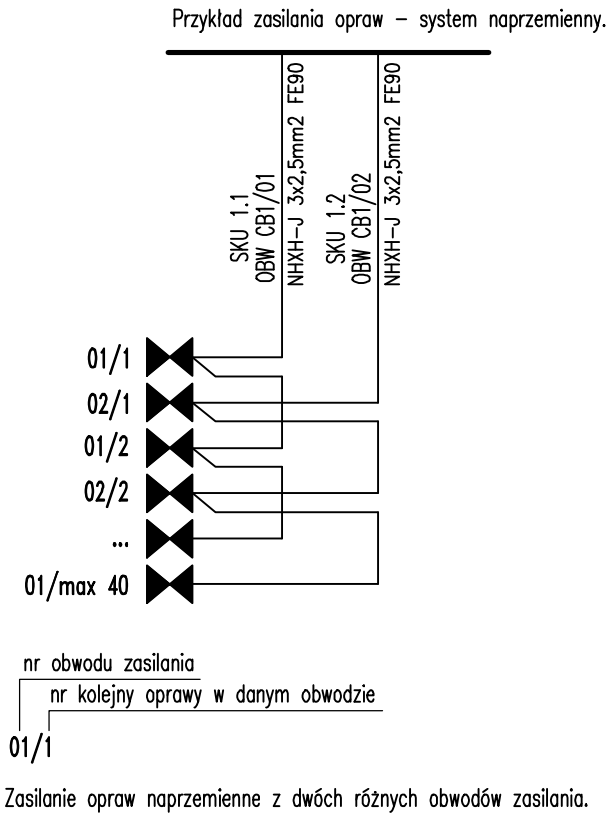 Przykład zasilania opraw – system naprzemienny.
SKU 1.1
OBW CB1/01
NHXH-J 3x2,5mm2 FE90
SKU 1.2
OBW CB1/02
NHXH-J 3x2,5mm2 FE90
01/1
02/1
01/2
02/2
...
01/max 40
nr obwodu zasilania
nr kolejny oprawy w danym obwodzie
01/1
Zasilanie opraw naprzemienne z dwóch różnych obwodów zasilania.